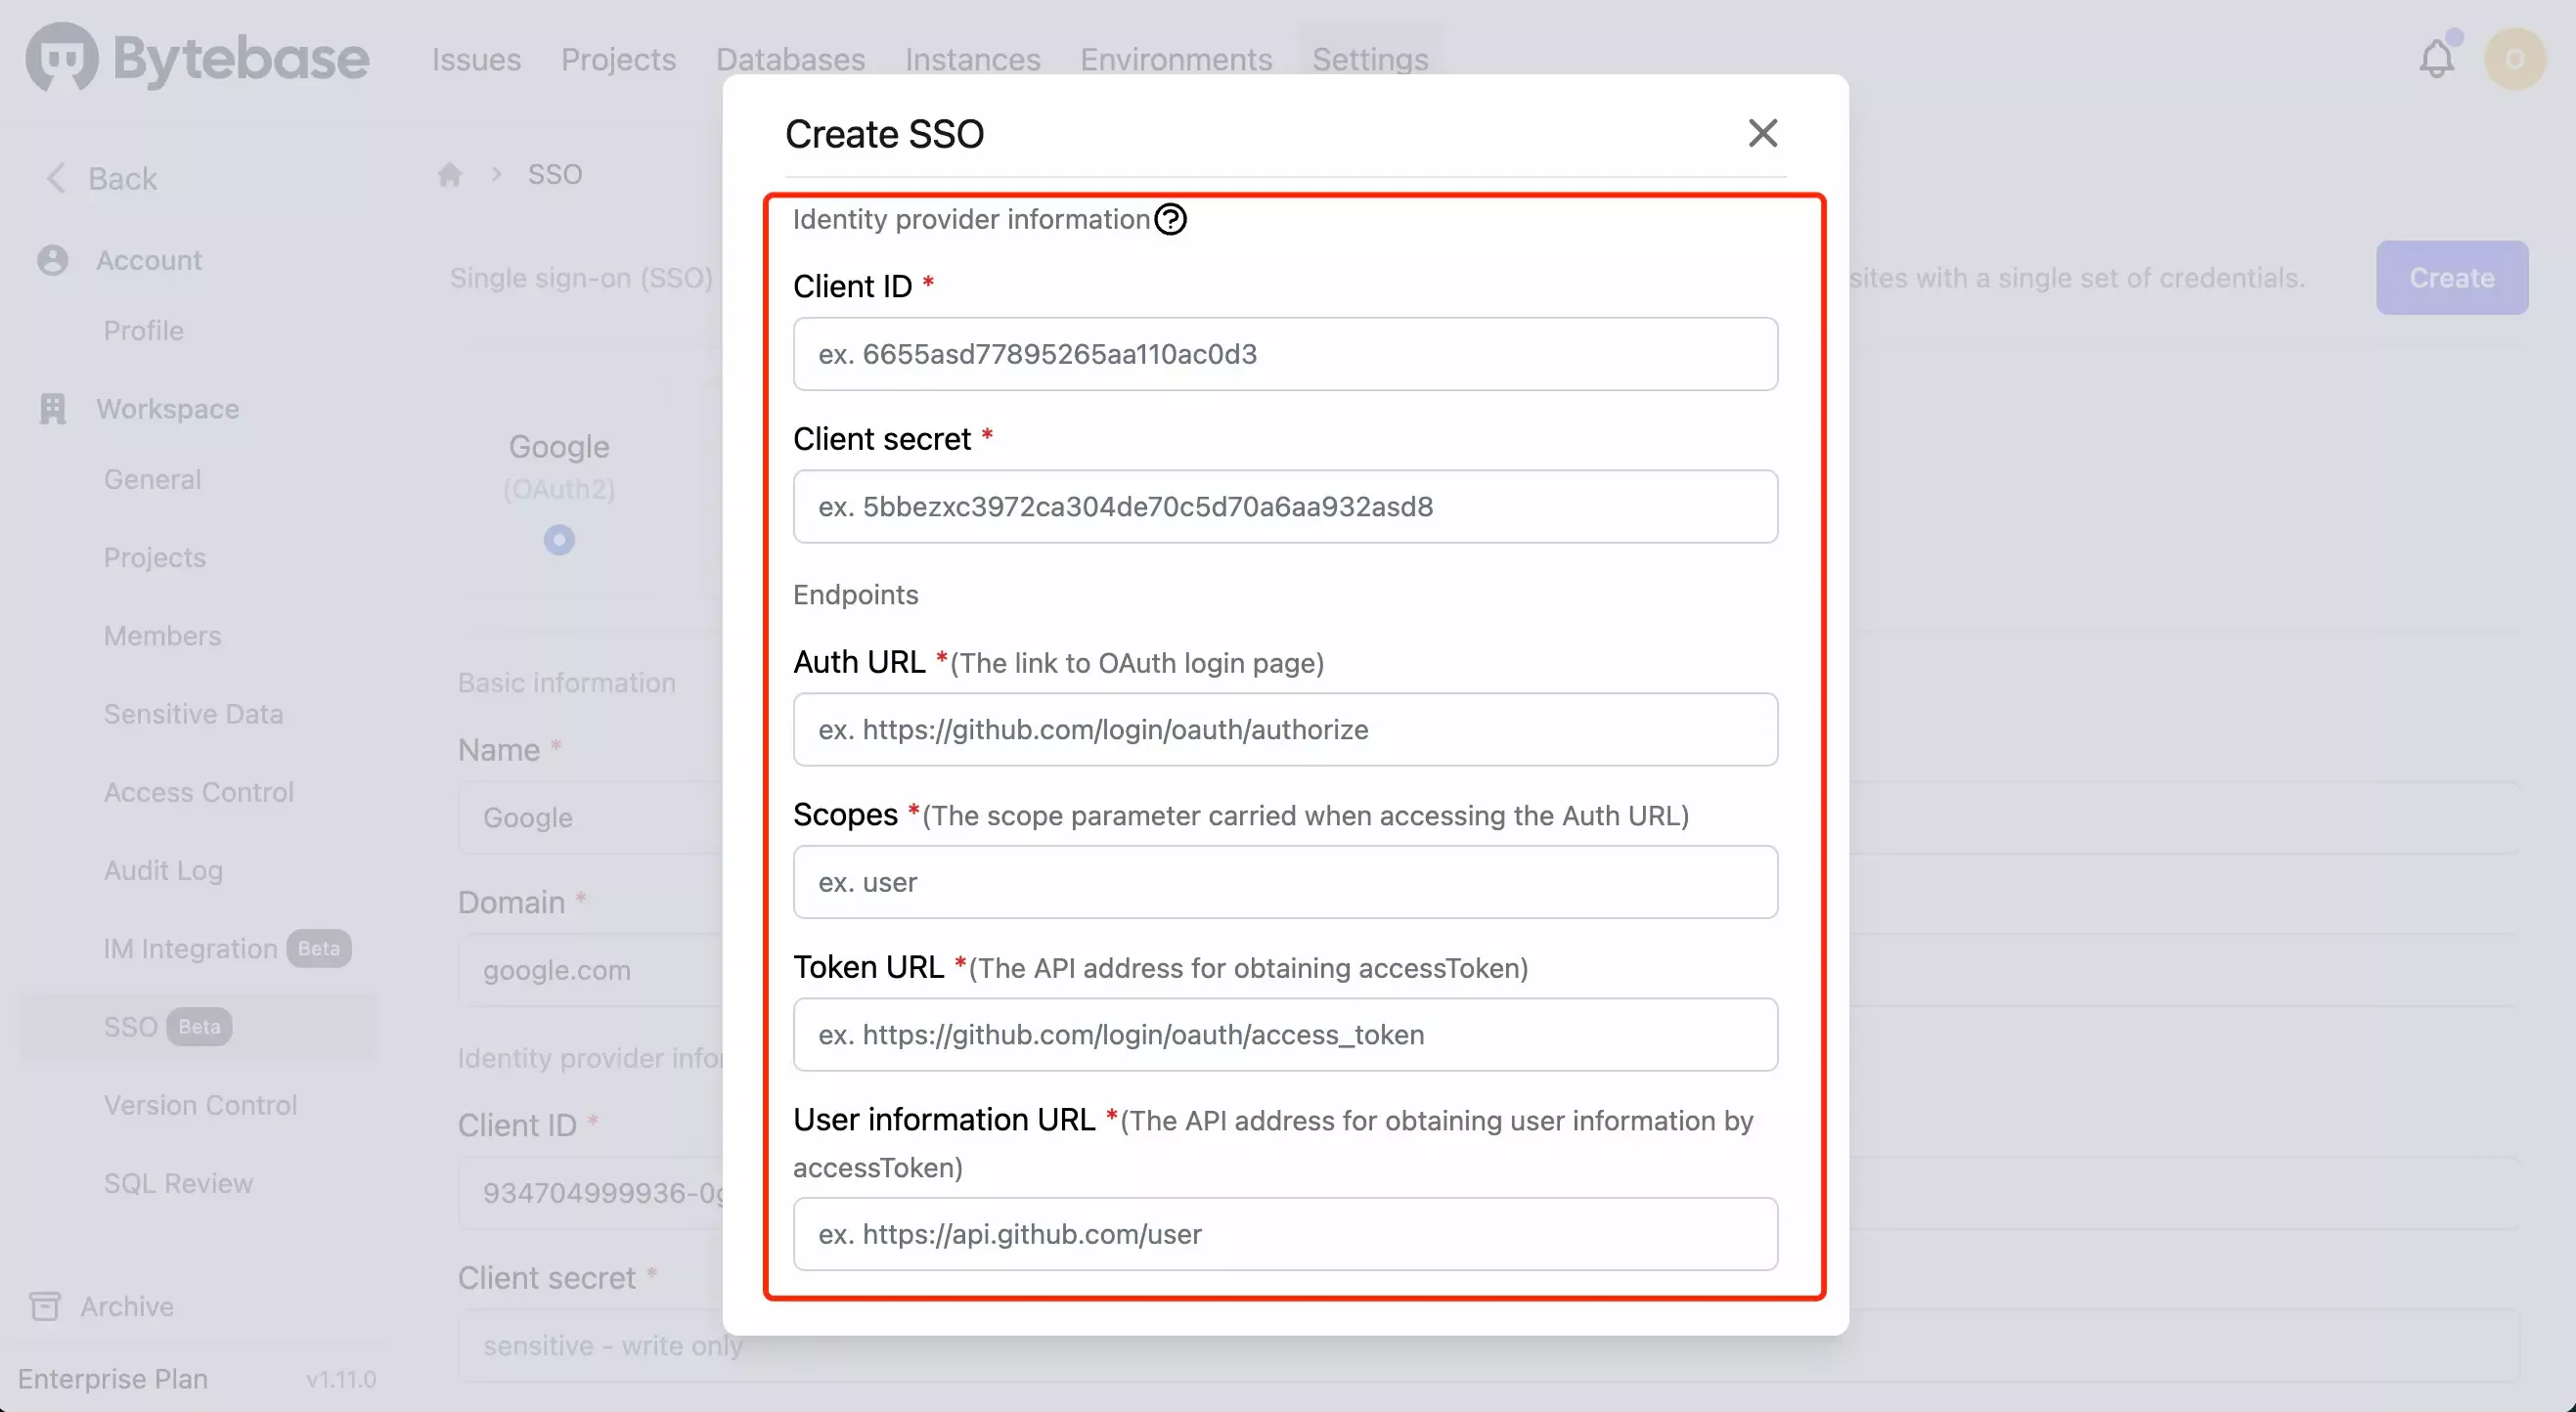 Bytebase
Issues
Projects
Databases
Instances
Environments
Settings
O
Back
Account
Profile
Workspace
General
Projects
Members
Sensitive Data
Access Control
Audit Log
IM Integration Beta
SSO Beta
Version Control
SQL Review
Archive
Enterprise Plan
v1.11.0
SSO
Single sign-on (SSO)
sites with a single set of credentials.
Create
Google
(OAuth2)
Basic information
Name *
Google
Domain *
google.com
Identity provider infor
Client ID *
934704999936-0g
Client secret *
sensitive - write only
Create SSO
Identity provider information
Client ID *
ex. 6655asd77895265aa110ac0d3
Client secret *
ex. 5bbezxc3972ca304de70c5d70a6aa932asd8
Endpoints
Auth URL *(The link to OAuth login page)
ex. https://github.com/login/oauth/authorize
Scopes *(The scope parameter carried when accessing the Auth URL)
ex. user
Token URL *(The API address for obtaining accessToken)
ex. https://github.com/login/oauth/access_token
User information URL *(The API address for obtaining user information by
accessToken)
ex. https://api.github.com/user